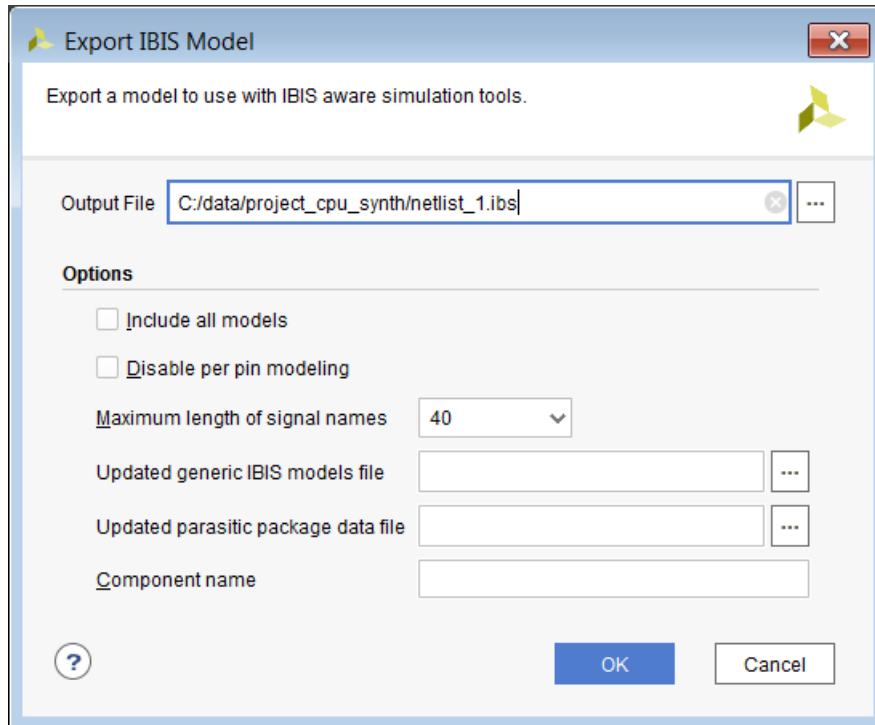 Export IBIS Model
Export a model to use with IBIS aware simulation tools.
Output File C:/data/project_cpu_synth/netlist_1.ibs ...
Options
Include all models
Disable per pin modeling
Maximum length of signal names 40
Updated generic IBIS models file ...
Updated parasitic package data file ...
Component name
? OK Cancel